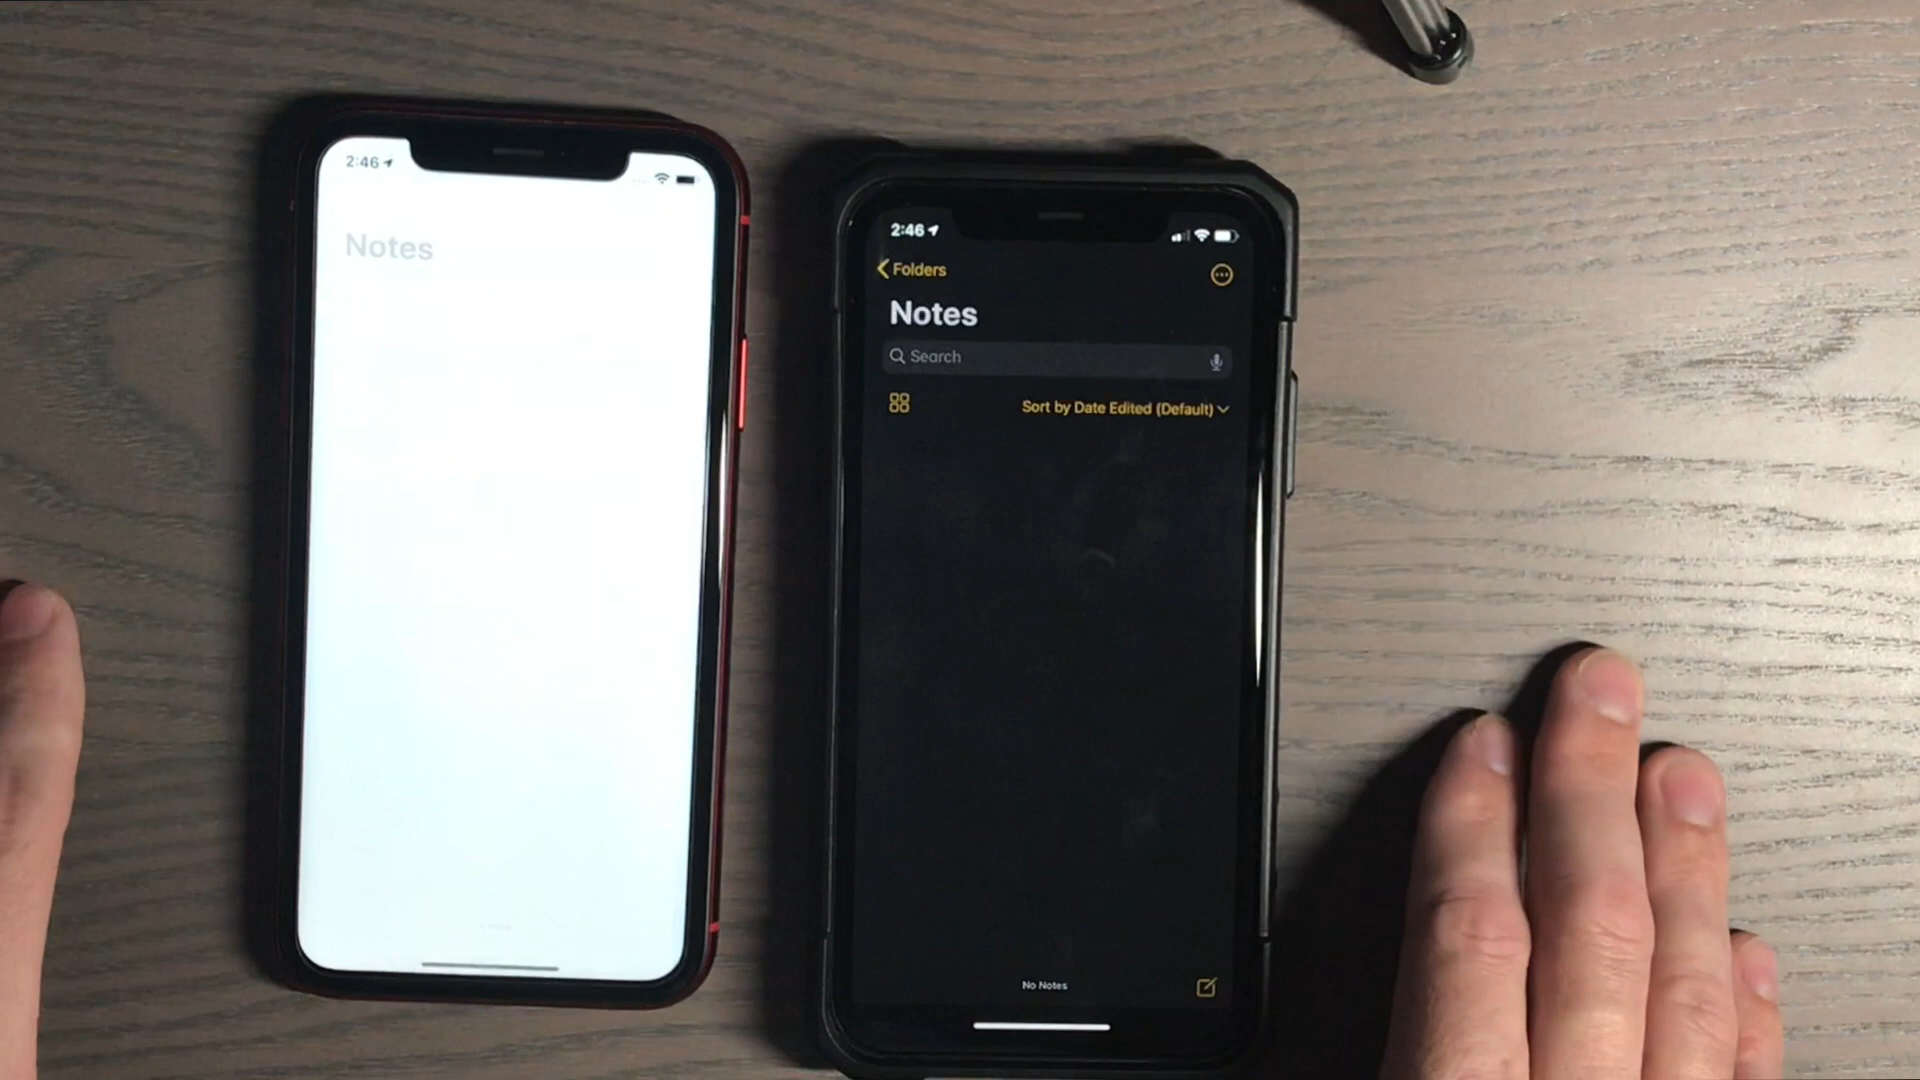 2:46
Notes
2:46
Folders
Notes
Search
Sort by Date Edited (Default)
No Notes